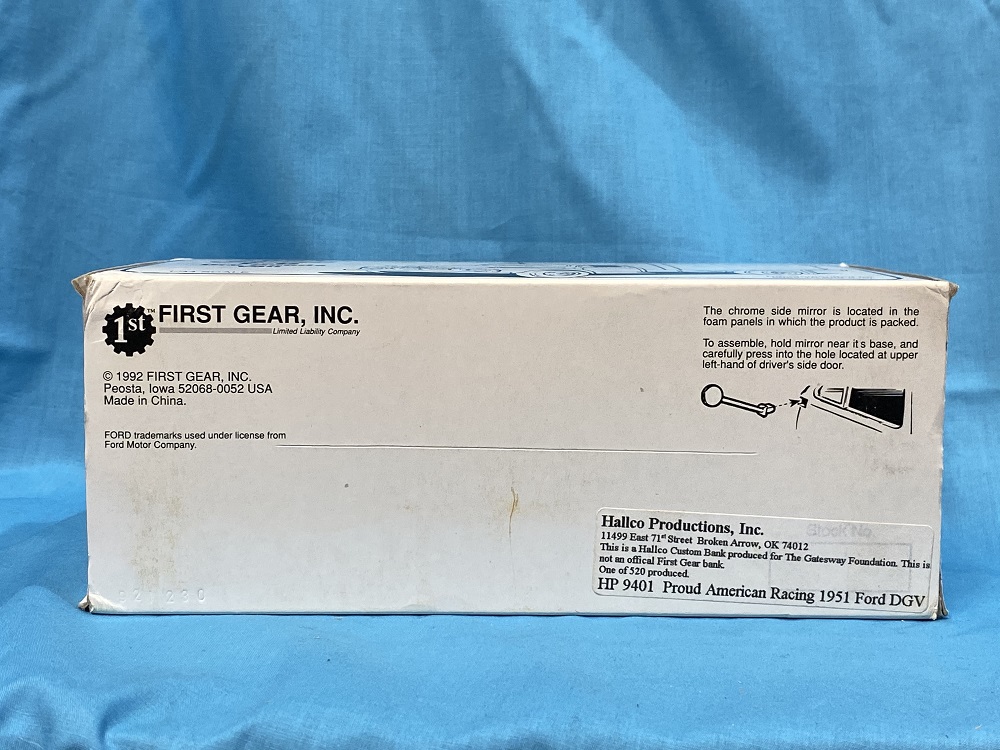 1st™ FIRST GEAR, INC.
Limited Liability Company
© 1992 FIRST GEAR, INC.
Peosta, Iowa 52068-0052 USA
Made in China.
FORD trademarks used under license from
Ford Motor Company.
The chrome side mirror is located in the
foam panels in which the product is packed.
To assemble, hold mirror near its base, and
carefully press into the hole located at upper
left-hand of driver's side door.
Stock No.
Hallco Productions, Inc.
11499 East 71st Street Broken Arrow, OK 74012
This is a Hallco Custom Bank produced for The Gatesway Foundation. This is
not an offical First Gear bank.
One of 520 produced.
HP 9401 Proud American Racing 1951 Ford DGV